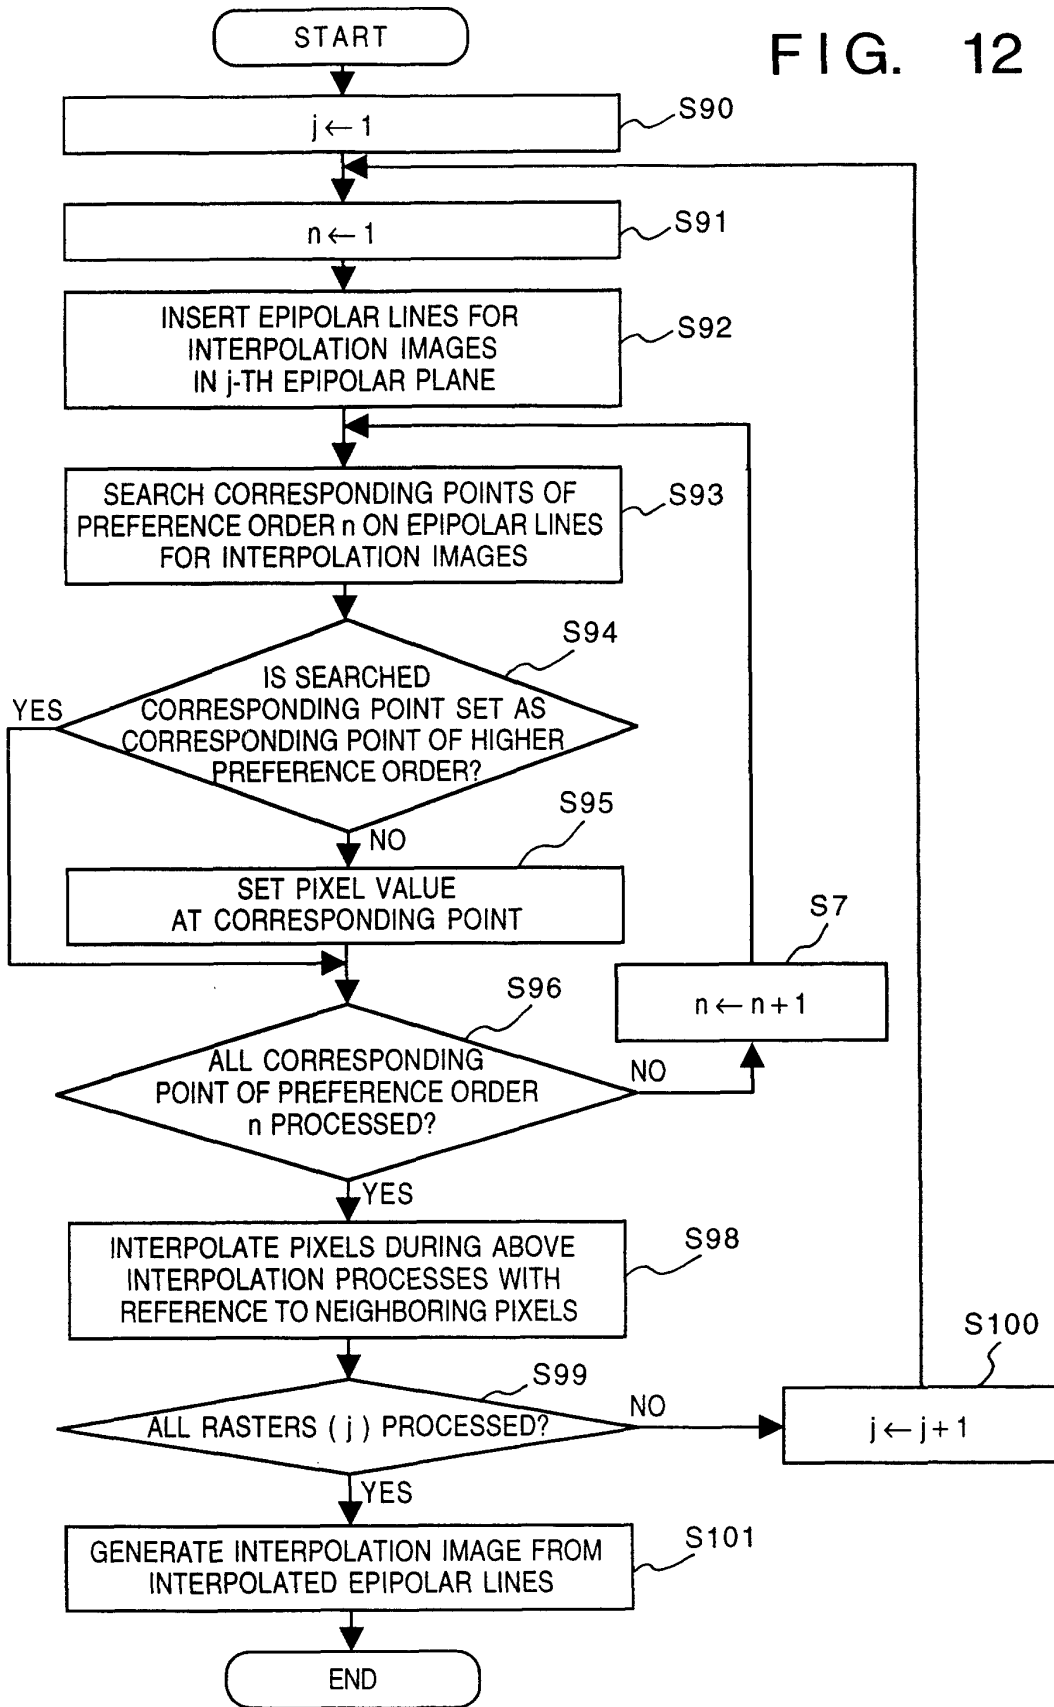 START
FIG. 12
j ← 1
S90
n ← 1
S91
INSERT EPIPOLAR LINES FOR
INTERPOLATION IMAGES
IN j-TH EPIPOLAR PLANE
S92
SEARCH CORRESPONDING POINTS OF
PREFERENCE ORDER n ON EPIPOLAR LINES
FOR INTERPOLATION IMAGES
S93
S94
IS SEARCHED
CORRESPONDING POINT SET AS
CORRESPONDING POINT OF HIGHER
PREFERENCE ORDER?
YES
NO
S95
SET PIXEL VALUE
AT CORRESPONDING POINT
S7
n ← n + 1
S96
ALL CORRESPONDING
POINT OF PREFERENCE ORDER
n PROCESSED?
NO
YES
INTERPOLATE PIXELS DURING ABOVE
INTERPOLATION PROCESSES WITH
REFERENCE TO NEIGHBORING PIXELS
S98
S99
ALL RASTERS ( j ) PROCESSED?
NO
S100
j ← j + 1
YES
GENERATE INTERPOLATION IMAGE FROM
INTERPOLATED EPIPOLAR LINES
S101
END